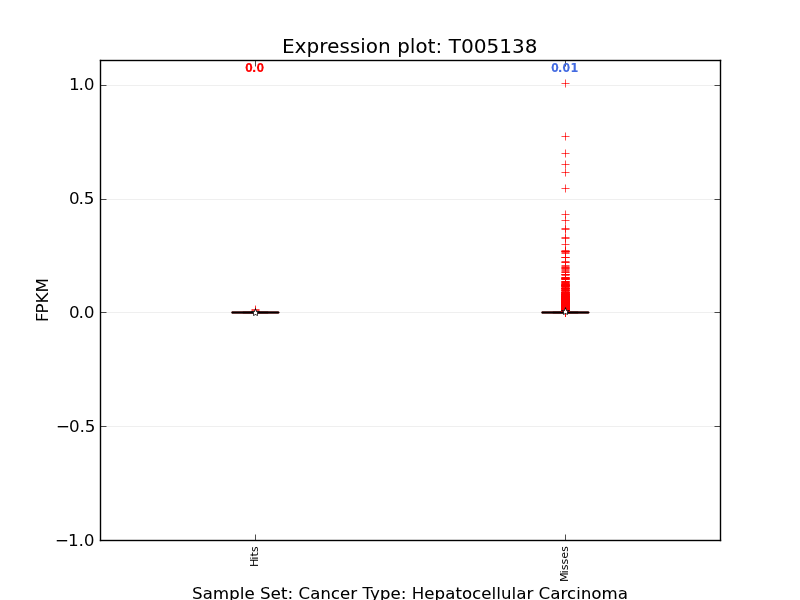 Expression plot: T005138
0.0 0.01
1.0
0.5
0.0
−0.5
−1.0
FPKM
Hits Misses
Sample Set: Cancer Type: Hepatocellular Carcinoma